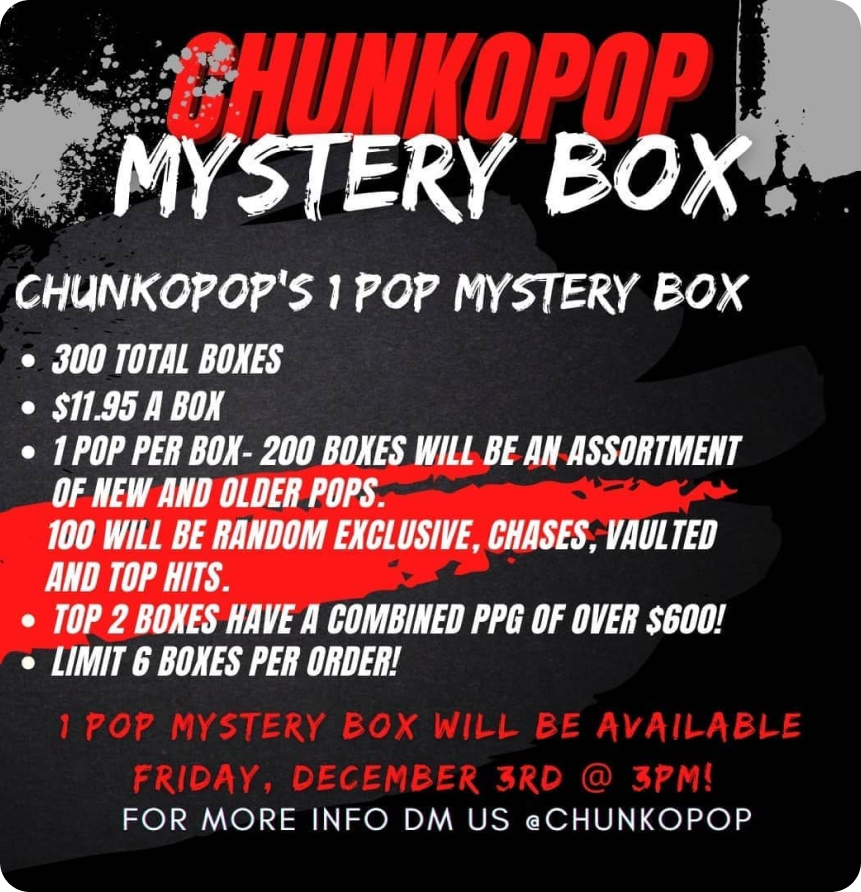 CHUNKOPOP
MYSTERY BOX
CHUNKOPOP'S 1 POP MYSTERY BOX
• 300 TOTAL BOXES
• $11.95 A BOX
• 1 POP PER BOX- 200 BOXES WILL BE AN ASSORTMENT
OF NEW AND OLDER POPS.
100 WILL BE RANDOM EXCLUSIVE, CHASES, VAULTED
AND TOP HITS.
• TOP 2 BOXES HAVE A COMBINED PPG OF OVER $600!
• LIMIT 6 BOXES PER ORDER!
1 POP MYSTERY BOX WILL BE AVAILABLE
FRIDAY, DECEMBER 3RD @ 3PM!
FOR MORE INFO DM US @CHUNKOPOP